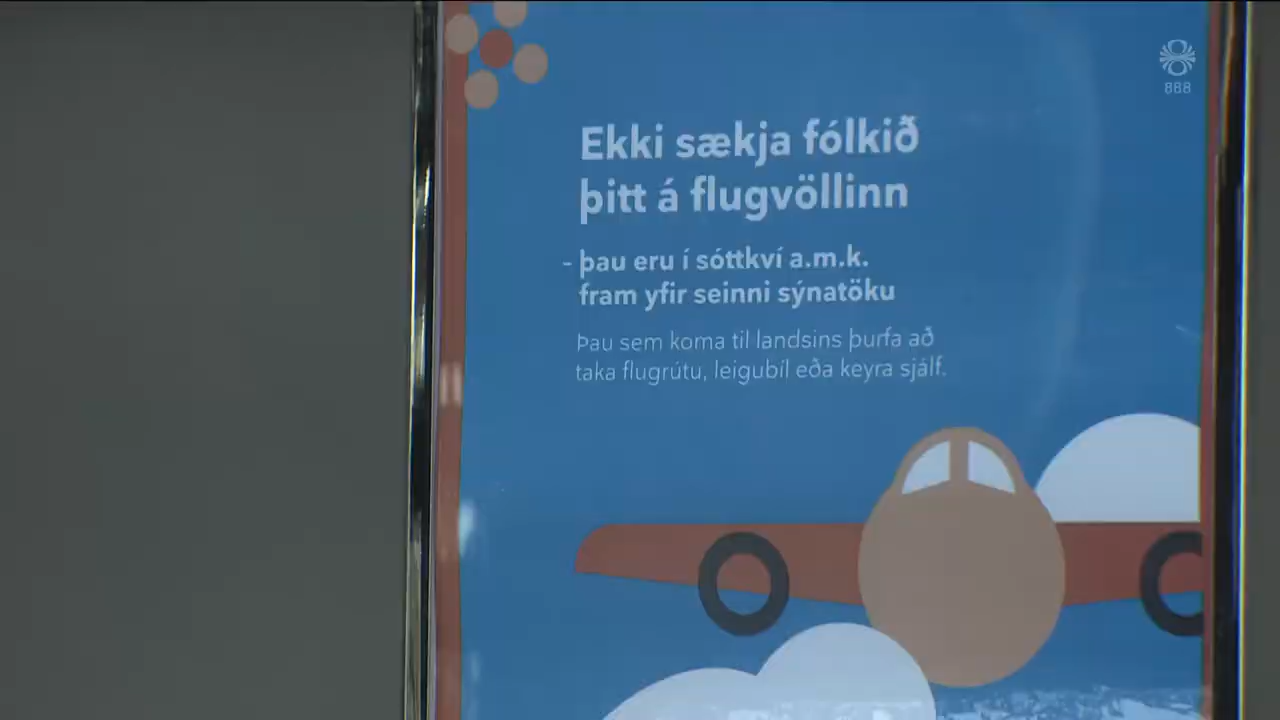 888
Ekki sækja fólkið
þitt á flugvöllinn
- þau eru í sóttkví a.m.k.
fram yfir seinni sýnatöku
Þau sem koma til landsins þurfa að
taka flugrútu, leigubíl eða keyra sjálf.